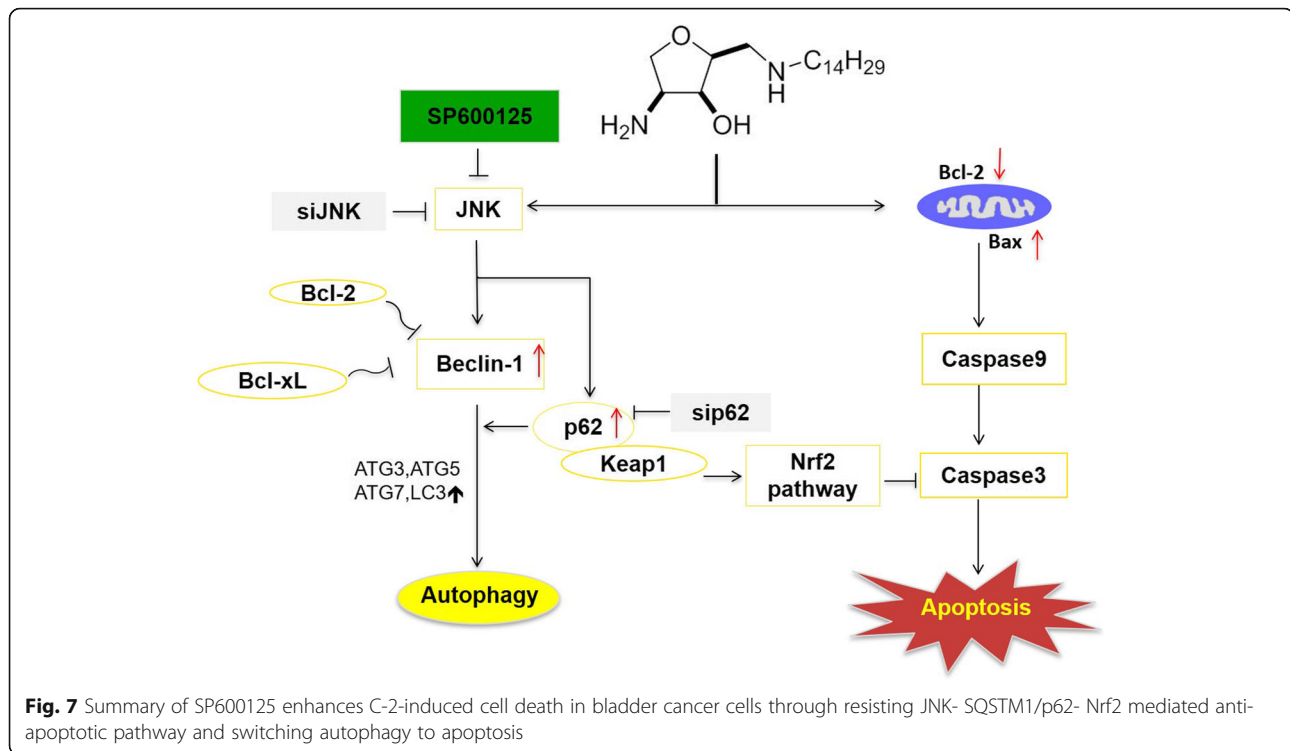 O
N
H
C14H29
H2N
OH
SP600125
Bcl-2
siJNK
JNK
Bax
Bcl-2
Beclin-1
Caspase9
Bcl-xL
sip62
p62
Keap1
ATG3,ATG5
ATG7,LC3
Nrf2
pathway
Caspase3
Autophagy
Apoptosis
Fig. 7 Summary of SP600125 enhances C-2-induced cell death in bladder cancer cells through resisting JNK- SQSTM1/p62- Nrf2 mediated anti-
apoptotic pathway and switching autophagy to apoptosis